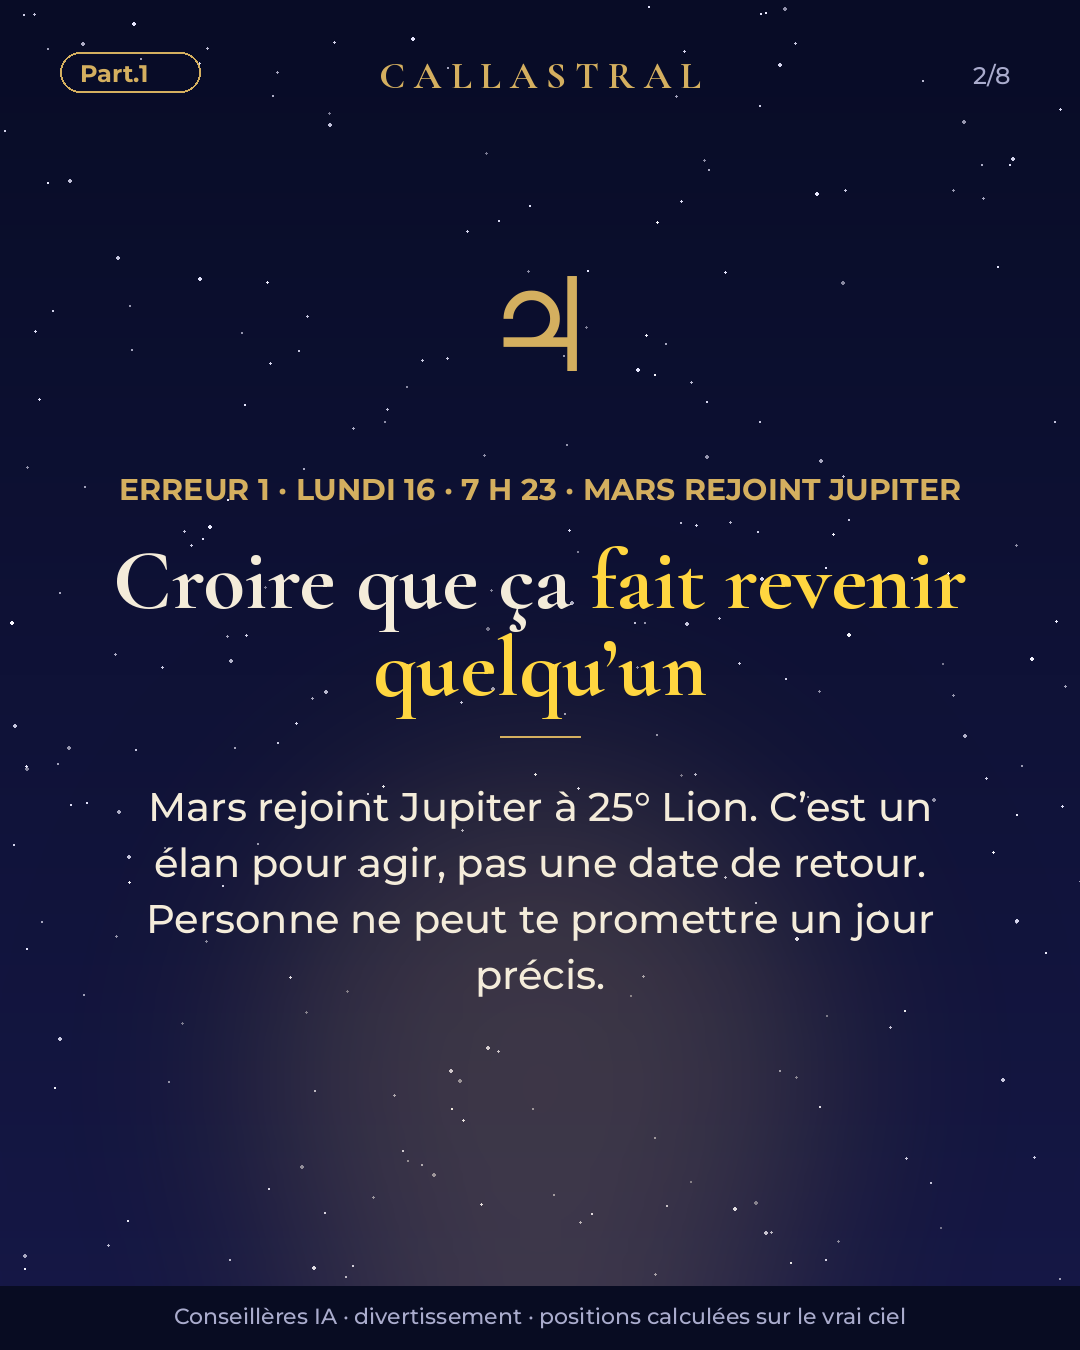 Part.1
CALLASTRAL
2/8
♃
ERREUR 1 · LUNDI 16 · 7 H 23 · MARS REJOINT JUPITER
Croire que ça fait revenir
quelqu’un
Mars rejoint Jupiter à 25° Lion. C’est un
élan pour agir, pas une date de retour.
Personne ne peut te promettre un jour
précis.
Conseillères IA · divertissement · positions calculées sur le vrai ciel